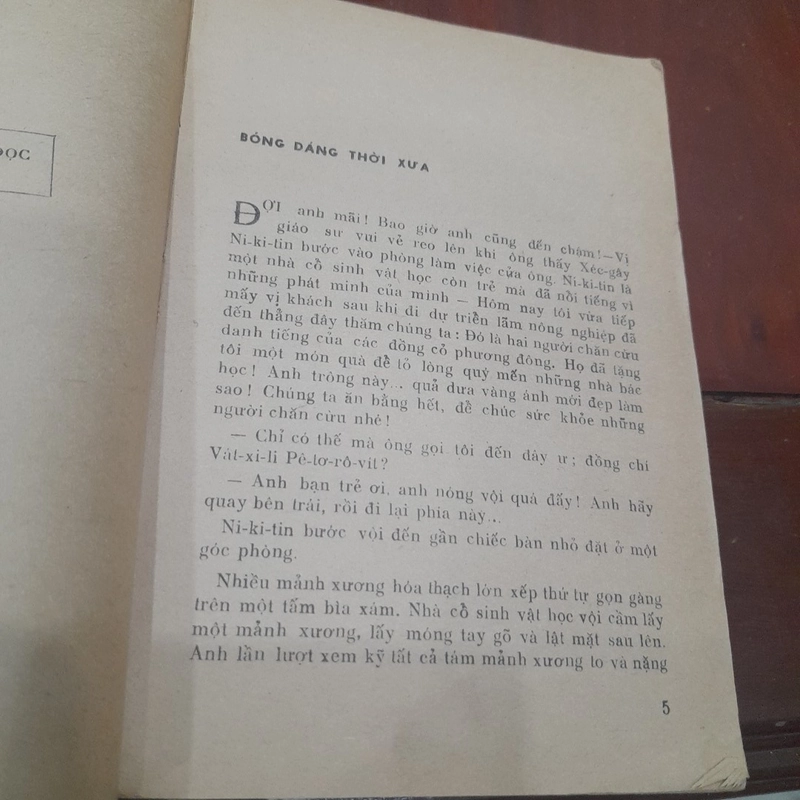 ĐỌC
BÓNG DÁNG THỜI XƯA
ĐỢI anh mãi! Bao giờ anh cũng đến chậm!—Vị
giáo sư vui vẻ reo lên khi ông thấy Xéc-gây
Ni-ki-tin bước vào phòng làm việc của ông. Ni-ki-tin là
một nhà cổ sinh vật học còn trẻ mà đã nổi tiếng vì
những phát minh của mình — Hôm nay tôi vừa tiếp
mấy vị khách sau khi đi dự triển lãm nông nghiệp đã
đến thẳng đây thăm chúng ta: Đó là hai người chăn cừu
danh tiếng của các đồng cỏ phương đông. Họ đã tặng
tôi một món quà để tỏ lòng quý mến những nhà bác
học! Anh trông này... quả dưa vàng ánh mới đẹp làm
sao! Chúng ta ăn bằng hết, để chúc sức khỏe những
người chăn cừu nhé!
— Chỉ có thế mà ông gọi tôi đến dây ư; đồng chí
Vát-xi-li Pê-tơ-rô-vít?
— Anh bạn trẻ ơi, anh nóng vội quá đấy! Anh hãy
quay bên trái, rồi đi lại phía này...
Ni-ki-tin bước vội đến gần chiếc bàn nhỏ đặt ở một
góc phòng.
Nhiều mảnh xương hóa thạch lớn xếp thứ tự gọn gàng
trên một tấm bìa xám. Nhà cổ sinh vật học vội cầm lấy
một mảnh xương, lấy móng tay gõ và lật mặt sau lên.
Anh lần lượt xem kỹ tất cả tám mảnh xương to và nặng
5